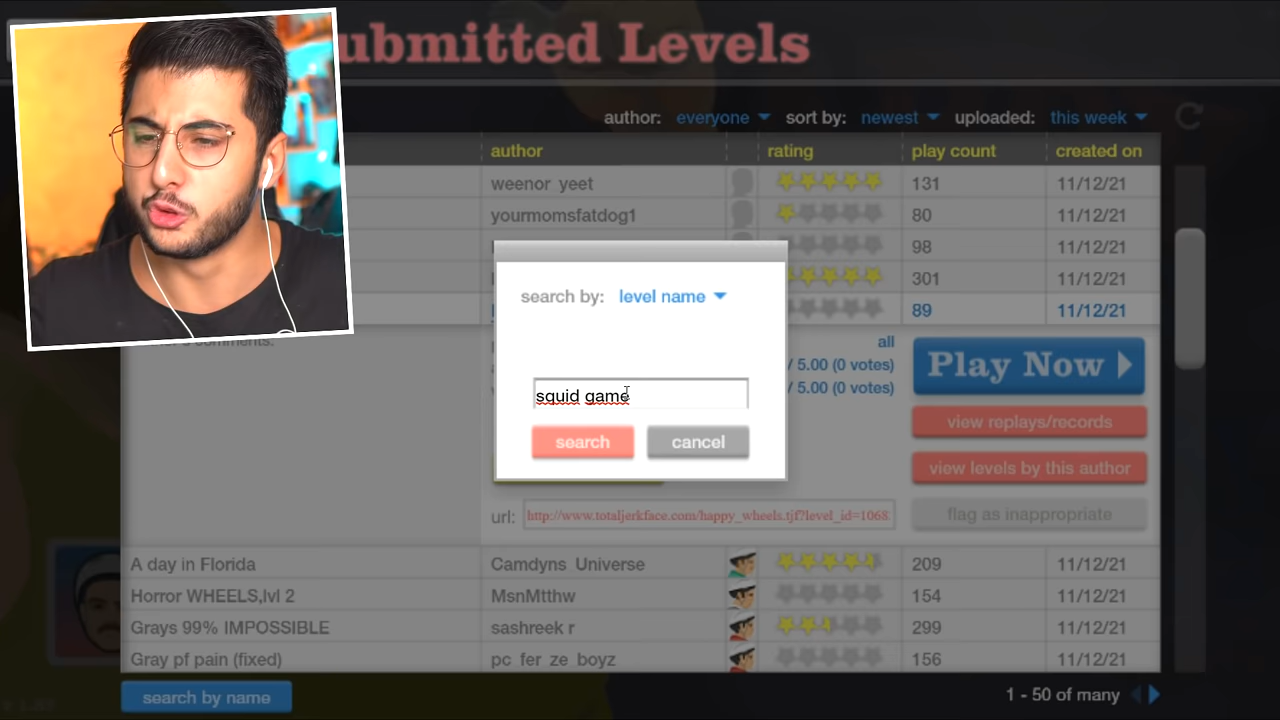 ubmitted Levels
author: everyone sort by: newest uploaded: this week
author rating play count created on
weenor yeet 131 11/12/21
yourmomsfatdog1 80 11/12/21
98 11/12/21
301 11/12/21
89 11/12/21
search by: level name
squid game
search cancel
comments:
all
/ 5.00 (0 votes)
/ 5.00 (0 votes)
Play Now
view replays/records
view levels by this author
flag as inappropriate
url: http://www.totaljerkface.com/happy_wheels.tjf?level_id=1068
A day in Florida Camdyns Universe 209 11/12/21
Horror WHEELS,lvl 2 MsnMtthw 154 11/12/21
Grays 99% IMPOSSIBLE sashreek r 299 11/12/21
Gray pf pain (fixed) pc fer ze boyz 156 11/12/21
search by name
1 - 50 of many